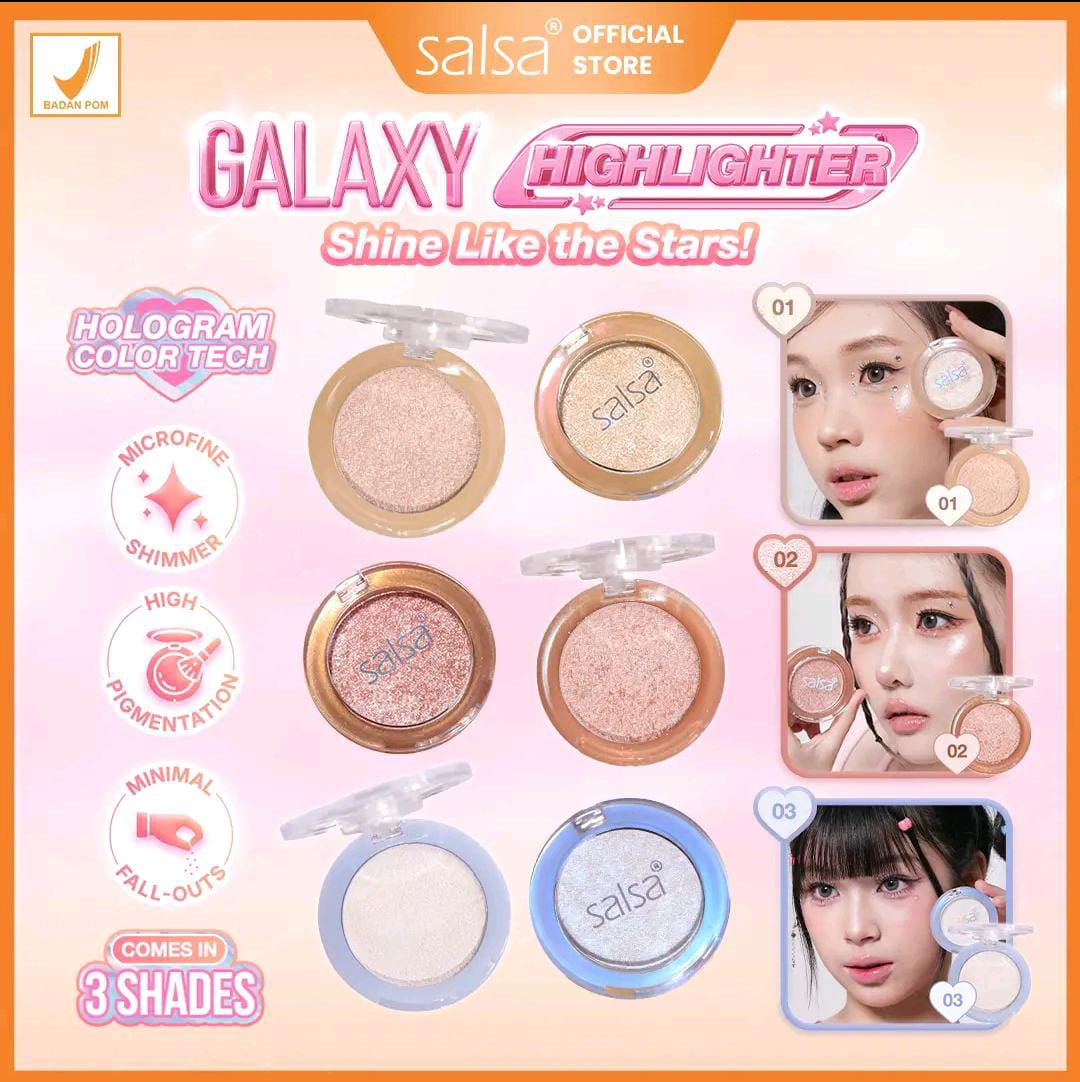 BADAN POM
salsa® OFFICIAL
STORE
GALAXY HIGHLIGHTER
Shine Like the Stars!
HOLOGRAM
COLOR TECH
MICROFINE
SHIMMER
HIGH
PIGMENTATION
MINIMAL
FALL-OUTS
COMES IN
3 SHADES
salsa®
salsa®
salsa®
01
salsa®
01
02
salsa®
02
03
salsa
03